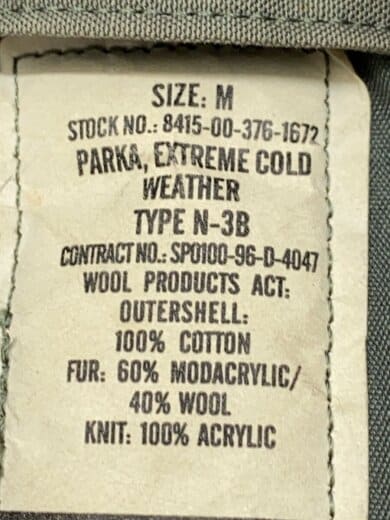 SIZE: M
STOCK NO.: 8415-00-376-1672
PARKA, EXTREME COLD
WEATHER
TYPE N-3B
CONTRACT NO.: SPO100-96-D-4047
WOOL PRODUCTS ACT:
OUTERSHELL:
100% COTTON
FUR: 60% MODACRYLIC/
40% WOOL
KNIT: 100% ACRYLIC